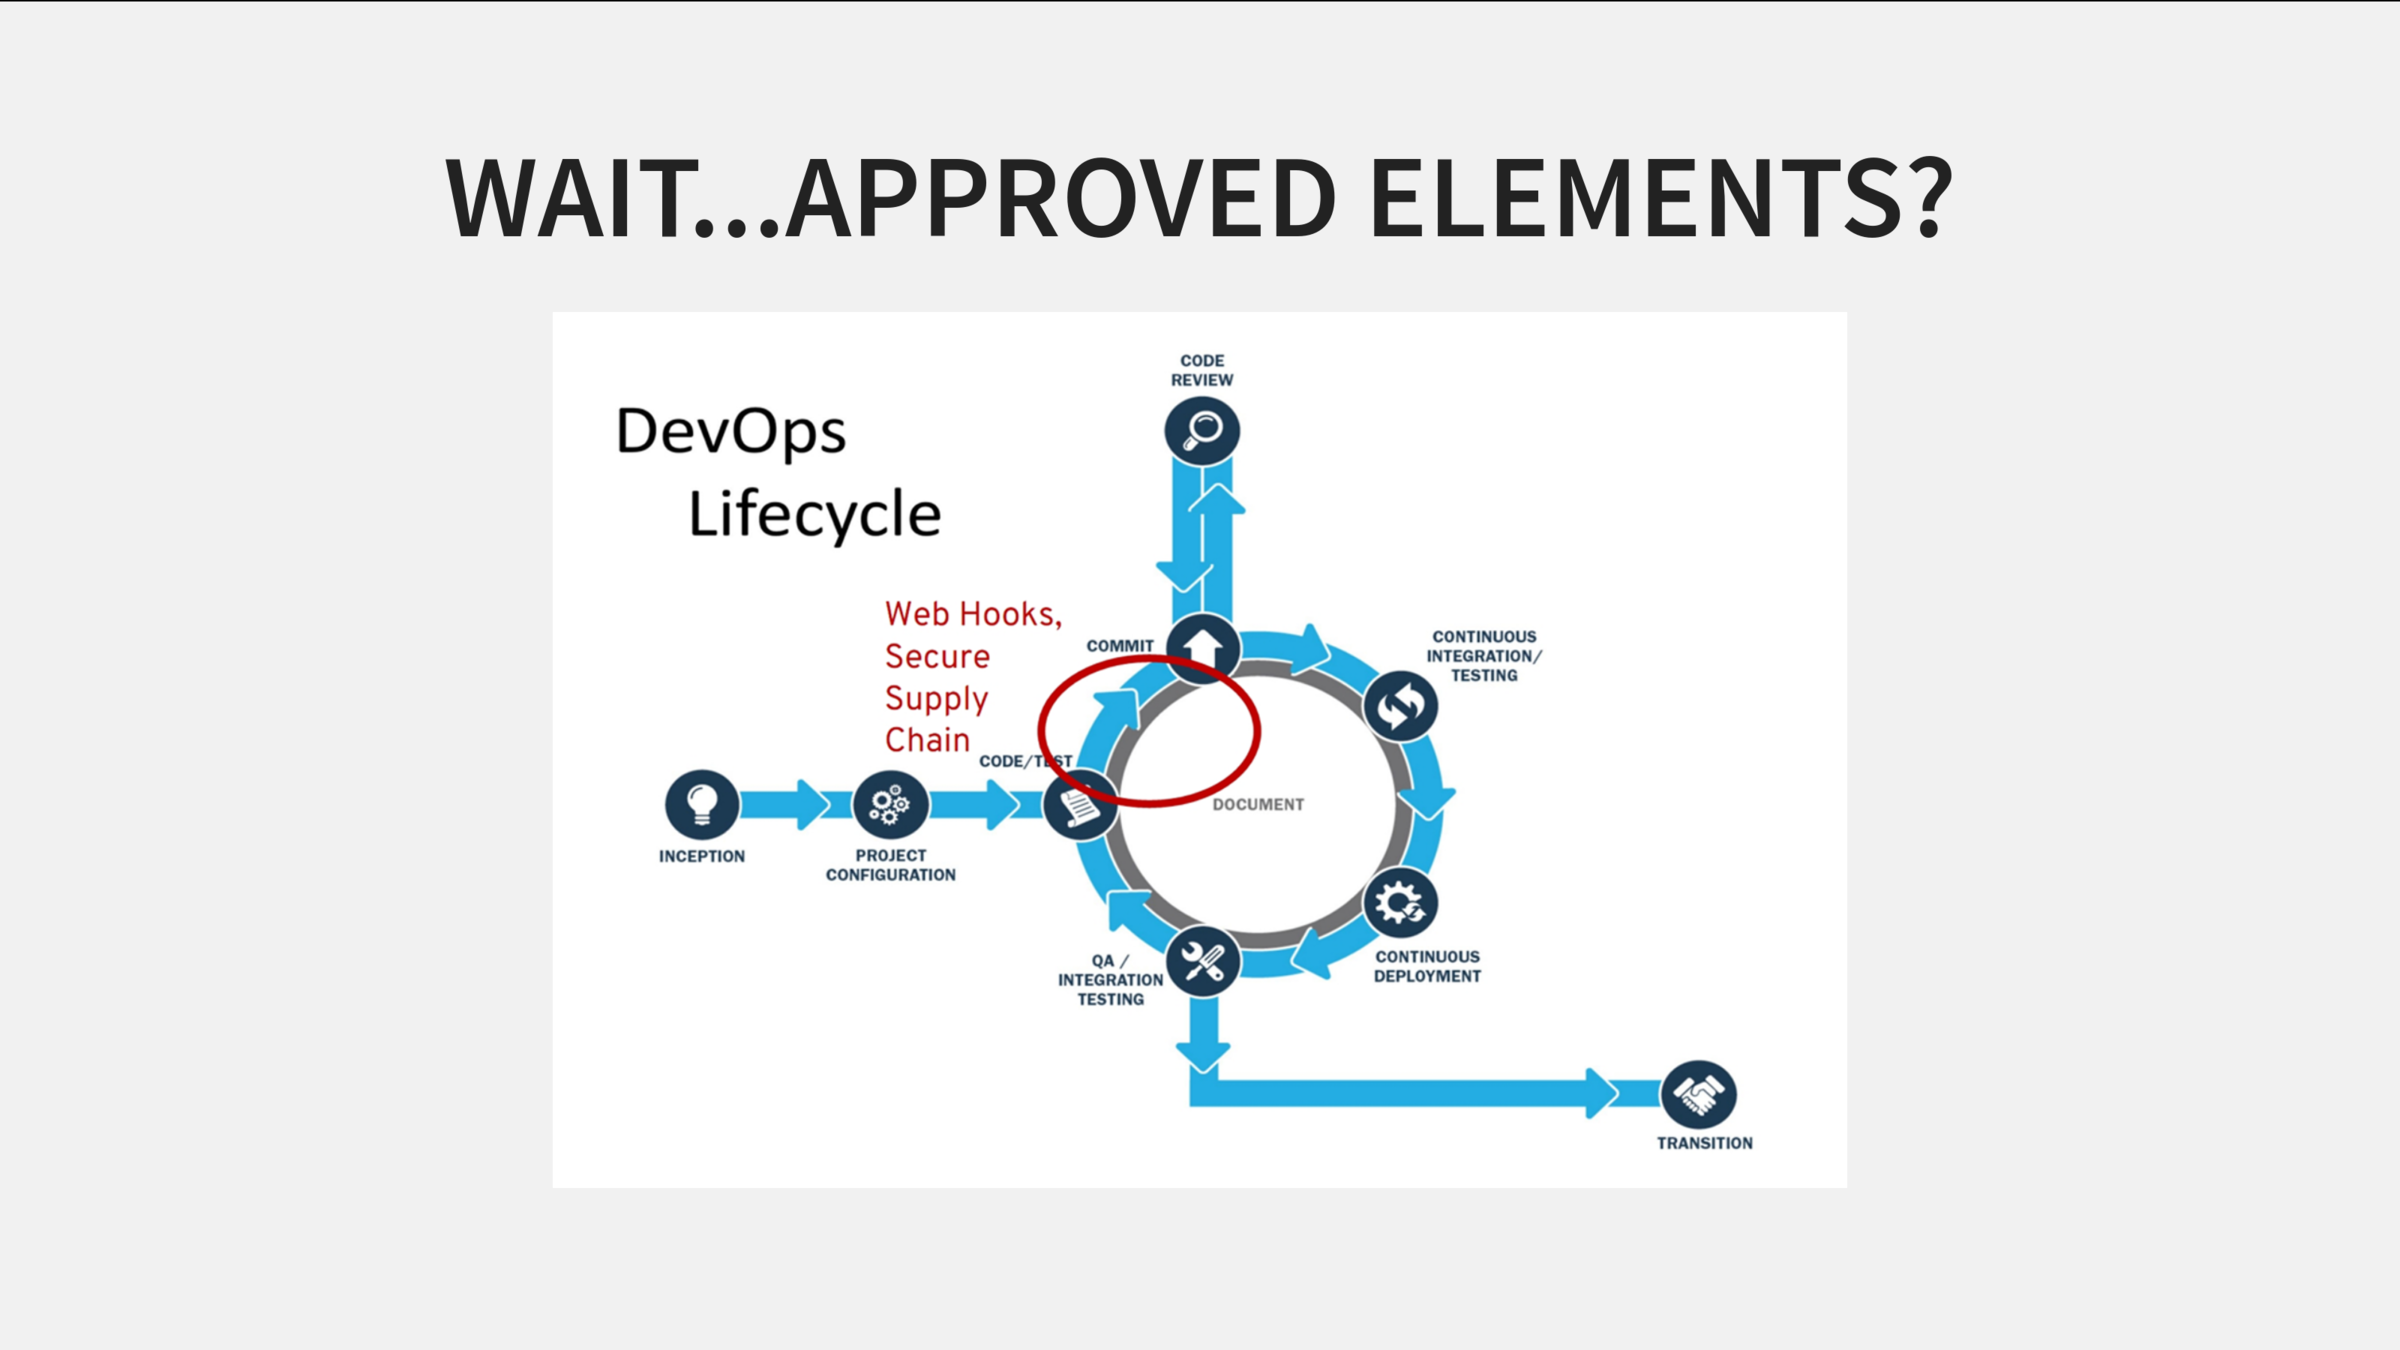 WAIT...APPROVED ELEMENTS?
DevOps
Lifecycle
CODE
REVIEW
Web Hooks,
Secure
Supply
Chain
COMMIT
CONTINUOUS
INTEGRATION/
TESTING
CODE/TEST
DOCUMENT
INCEPTION
PROJECT
CONFIGURATION
QA /
INTEGRATION
TESTING
CONTINUOUS
DEPLOYMENT
TRANSITION